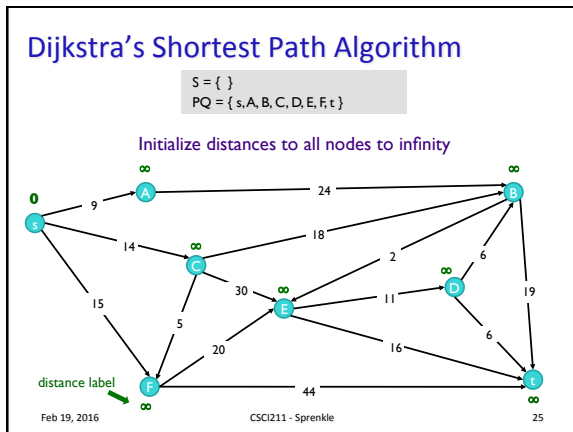 Dijkstra's Shortest Path Algorithm
S = { }
PQ = { s, A, B, C, D, E, F, t }
Initialize distances to all nodes to infinity
∞
∞
0
A
24
B
9
s
18
∞
14
C
2
∞
6
∞
30
D
19
E
11
15
5
20
16
6
distance label
F
44
t
∞
∞
Feb 19, 2016
CSCI211 - Sprenkle
25